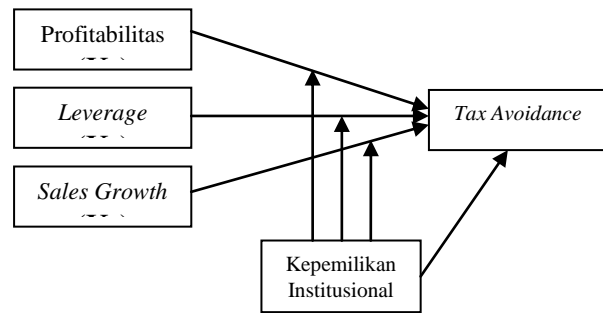 Profitabilitas
Leverage
Tax Avoidance
Sales Growth
Kepemilikan
Institusional